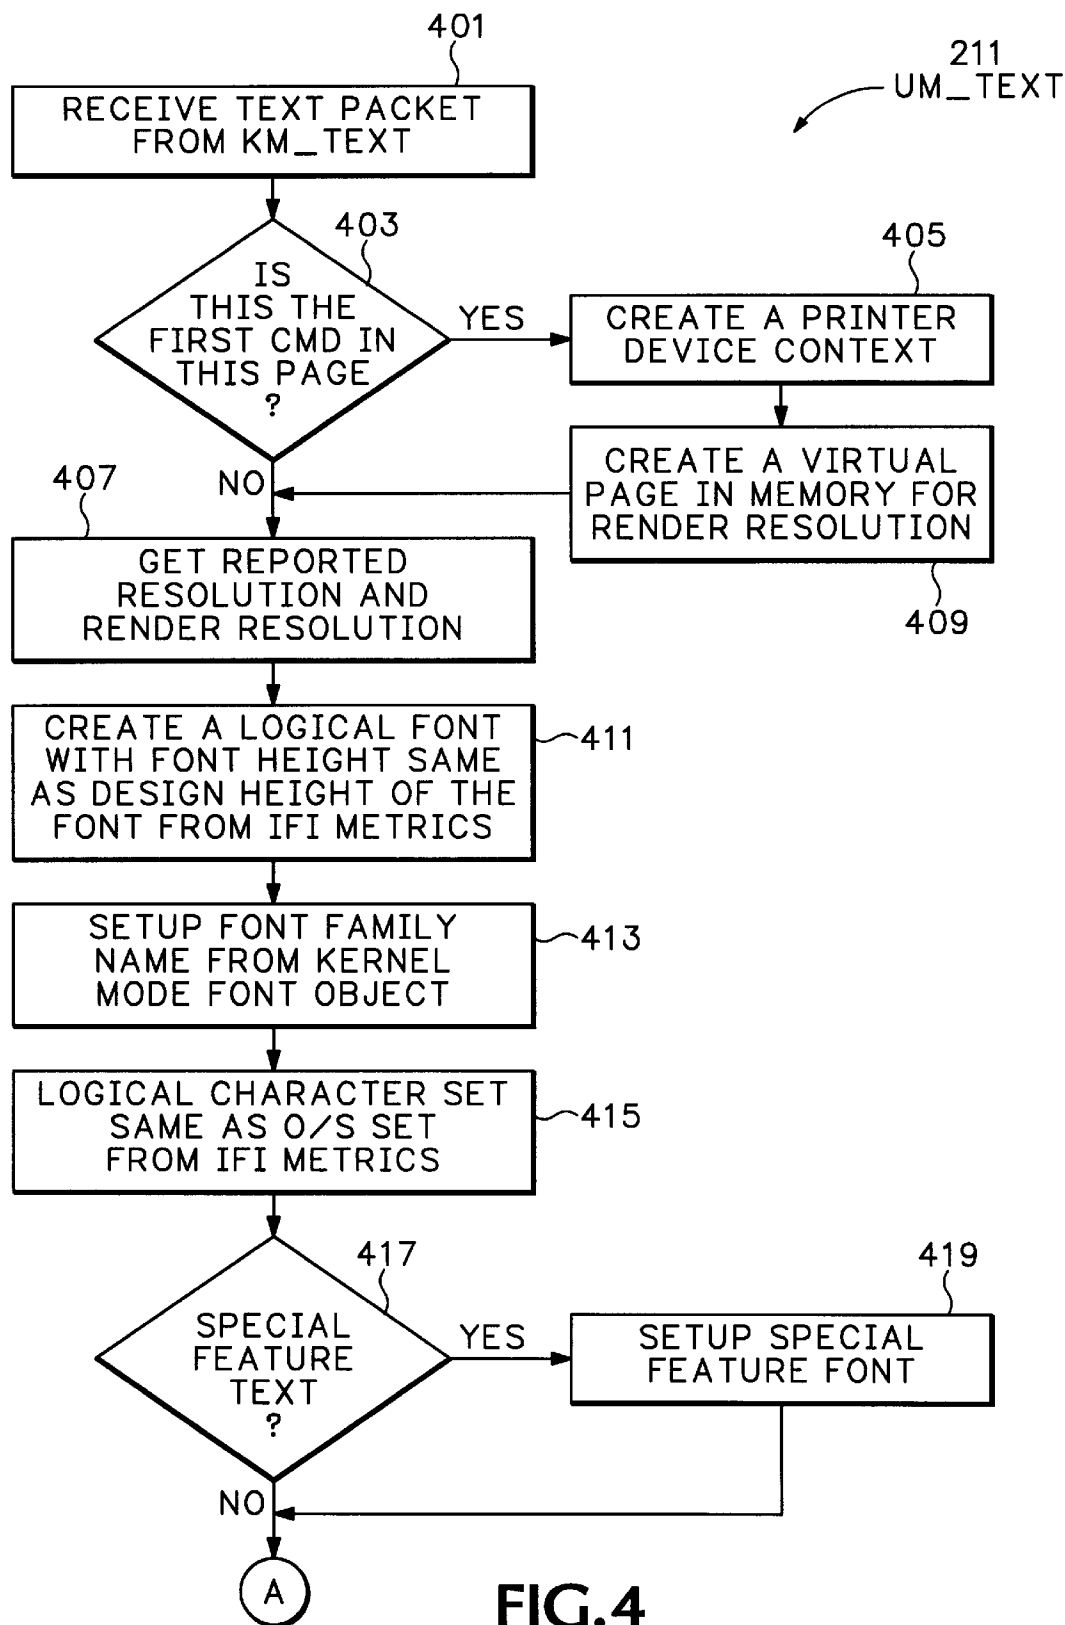 401
211
UM_TEXT
RECEIVE TEXT PACKET
FROM KM_TEXT
403
IS
THIS THE
FIRST CMD IN
THIS PAGE
?
YES
405
CREATE A PRINTER
DEVICE CONTEXT
NO
CREATE A VIRTUAL
PAGE IN MEMORY FOR
RENDER RESOLUTION
409
407
GET REPORTED
RESOLUTION AND
RENDER RESOLUTION
CREATE A LOGICAL FONT
WITH FONT HEIGHT SAME
AS DESIGN HEIGHT OF THE
FONT FROM IFI METRICS
411
SETUP FONT FAMILY
NAME FROM KERNEL
MODE FONT OBJECT
413
LOGICAL CHARACTER SET
SAME AS O/S SET
FROM IFI METRICS
415
417
SPECIAL
FEATURE
TEXT
?
YES
419
SETUP SPECIAL
FEATURE FONT
NO
A
FIG.4